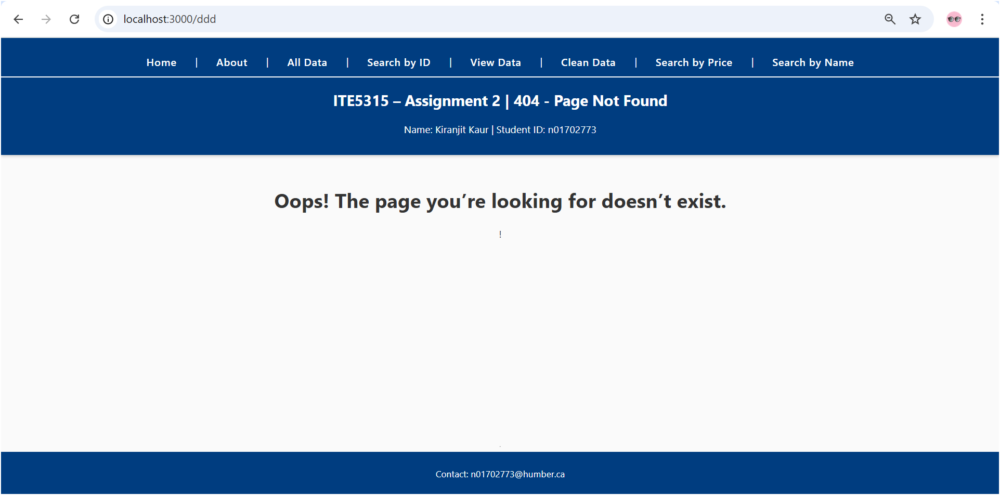 localhost:3000/ddd
Home | About | All Data | Search by ID | View Data | Clean Data | Search by Price | Search by Name
ITE5315 – Assignment 2 | 404 - Page Not Found
Name: Kiranjit Kaur | Student ID: n01702773
Oops! The page you’re looking for doesn’t exist.
!
.
Contact: n01702773@humber.ca